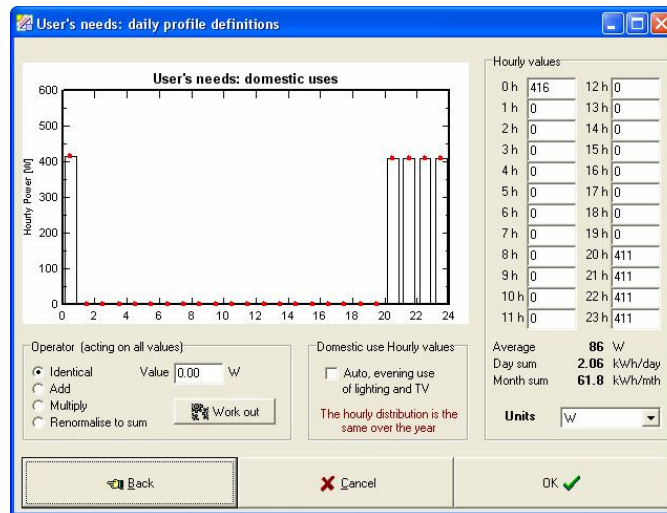 User's needs: daily profile definitions
User's needs: domestic uses
Hourly Power [W]
600
500
400
300
200
100
0
0 2 4 6 8 10 12 14 16 18 20 22 24
Hourly values
0 h 416 12 h 0
1 h 0 13 h 0
2 h 0 14 h 0
3 h 0 15 h 0
4 h 0 16 h 0
5 h 0 17 h 0
6 h 0 18 h 0
7 h 0 19 h 0
8 h 0 20 h 411
9 h 0 21 h 411
10 h 0 22 h 411
11 h 0 23 h 411
Average 86 W
Day sum 2.06 kWh/day
Month sum 61.8 kWh/mth
Units W
Operator (acting on all values)
Identical Value 0.00 W
Add
Multiply
Renormalise to sum
Work out
Domestic use Hourly values
Auto, evening use
of lighting and TV
The hourly distribution is the
same over the year
Back Cancel OK